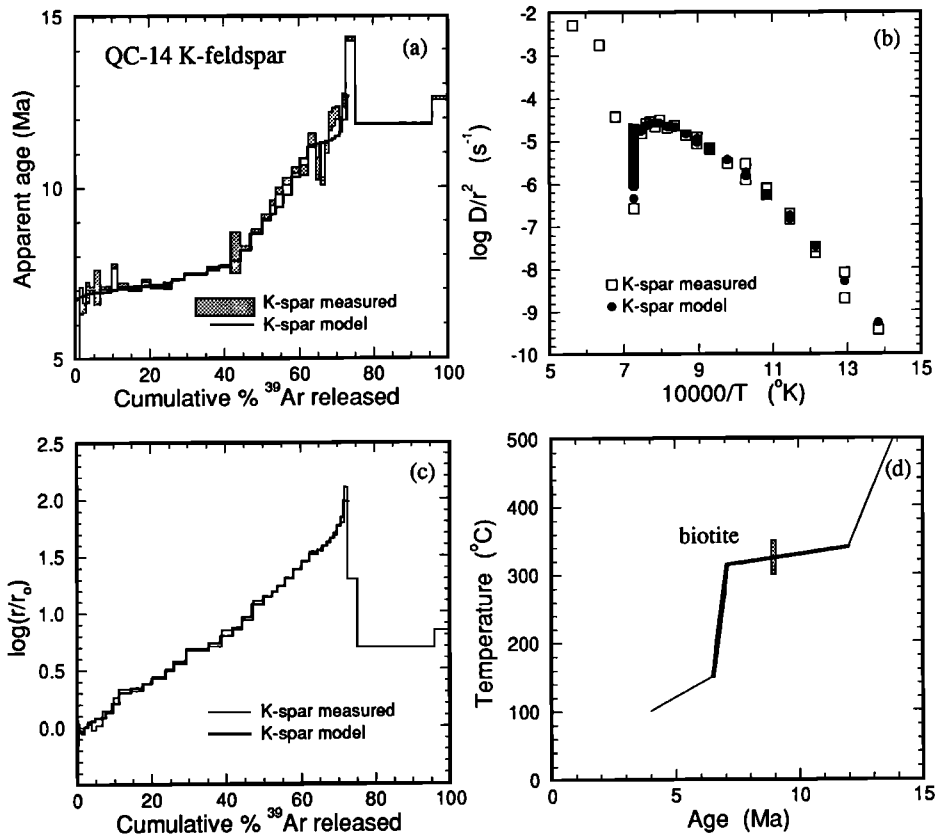 15
10
5
Apparent age (Ma)
QC-14 K-feldspar
(a)
K-spar measured
K-spar model
0 20 40 60 80 100
Cumulative % ³⁹Ar released
-2
-3
-4
-5
-6
-7
-8
-9
-10
log D/r² (s⁻¹)
(b)
K-spar measured
K-spar model
5 7 9 11 13 15
10000/T (°K)
2.5
2.0
1.5
1.0
0.5
0.0
log(r/rₒ)
(c)
K-spar measured
K-spar model
0 20 40 60 80 100
Cumulative % ³⁹Ar released
500
400
300
200
100
0
Temperature (°C)
(d)
biotite
0 5 10 15
Age (Ma)